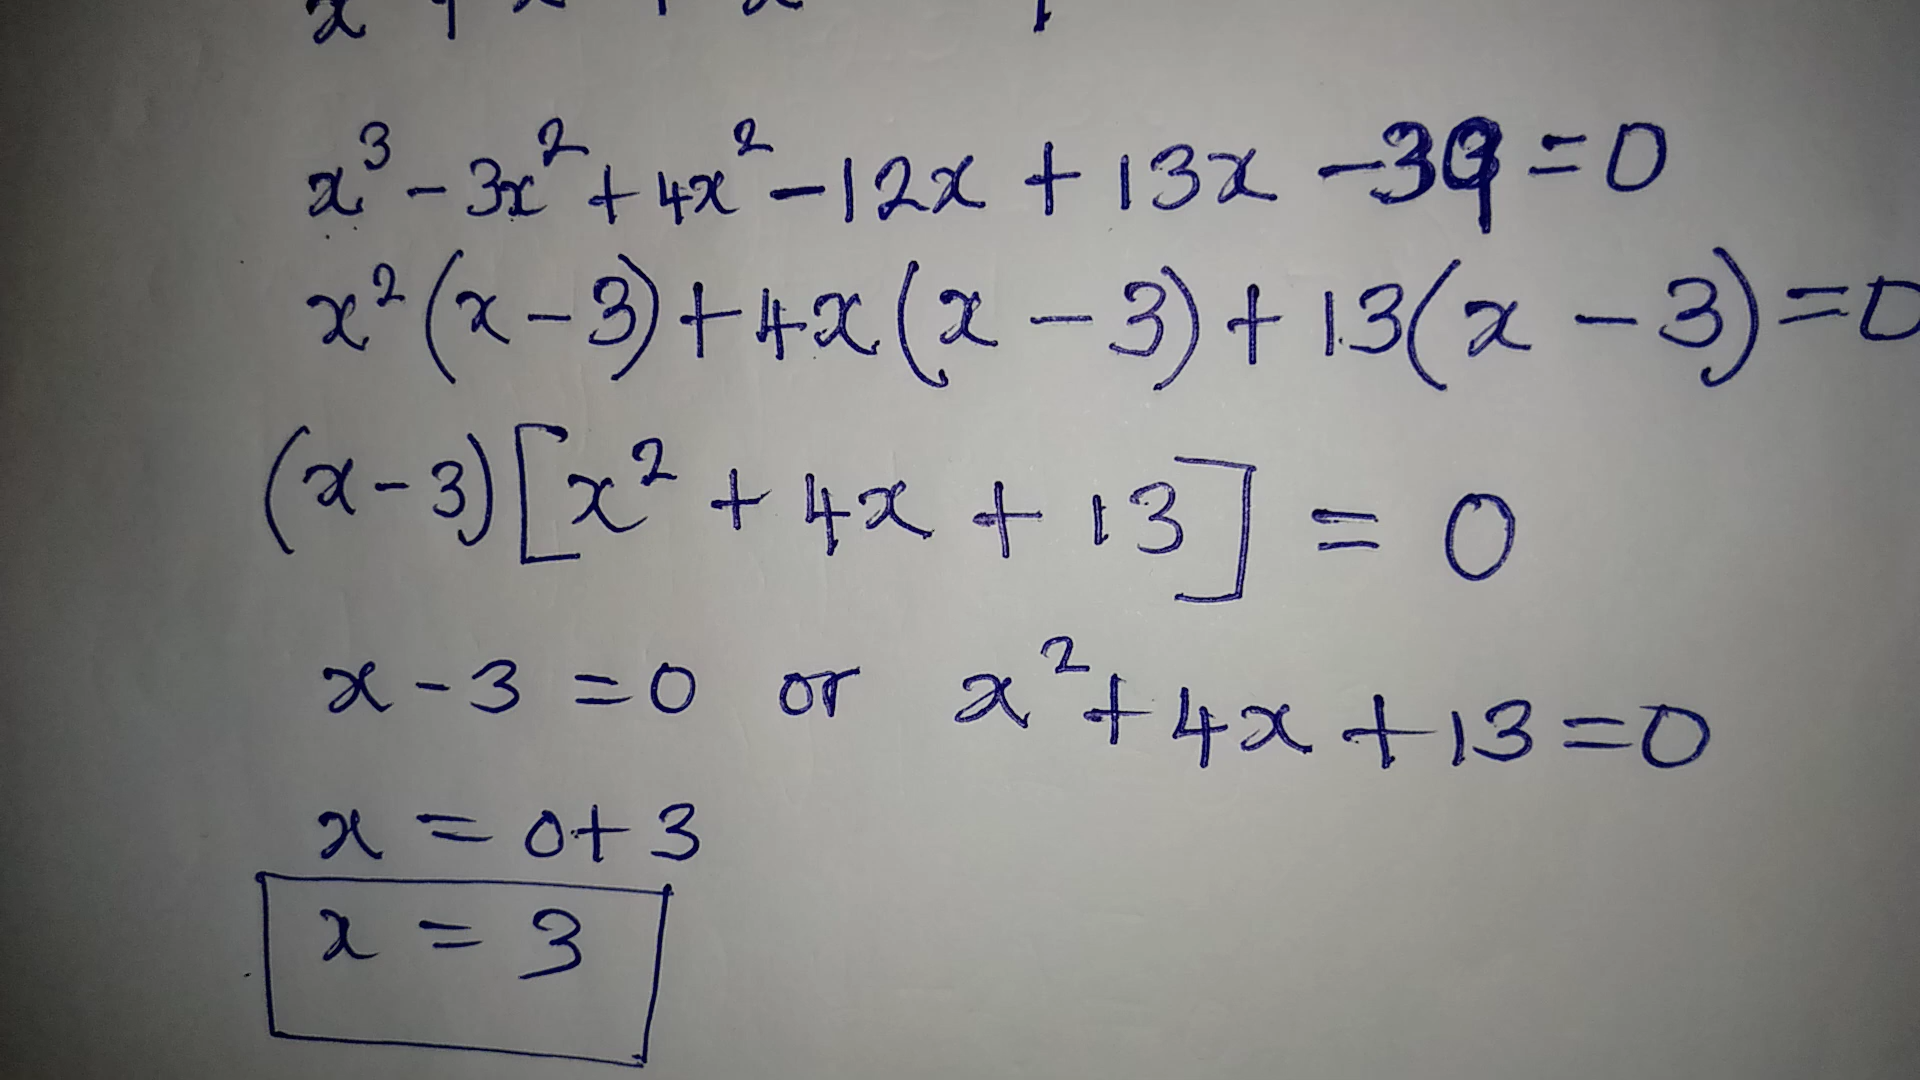 x³ - 3x² + 4x² - 12x + 13x - 39 = 0
x²(x - 3) + 4x(x - 3) + 13(x - 3) = 0
(x - 3)[x² + 4x + 13] = 0
x - 3 = 0 or x² + 4x + 13 = 0
x = 0 + 3
x = 3